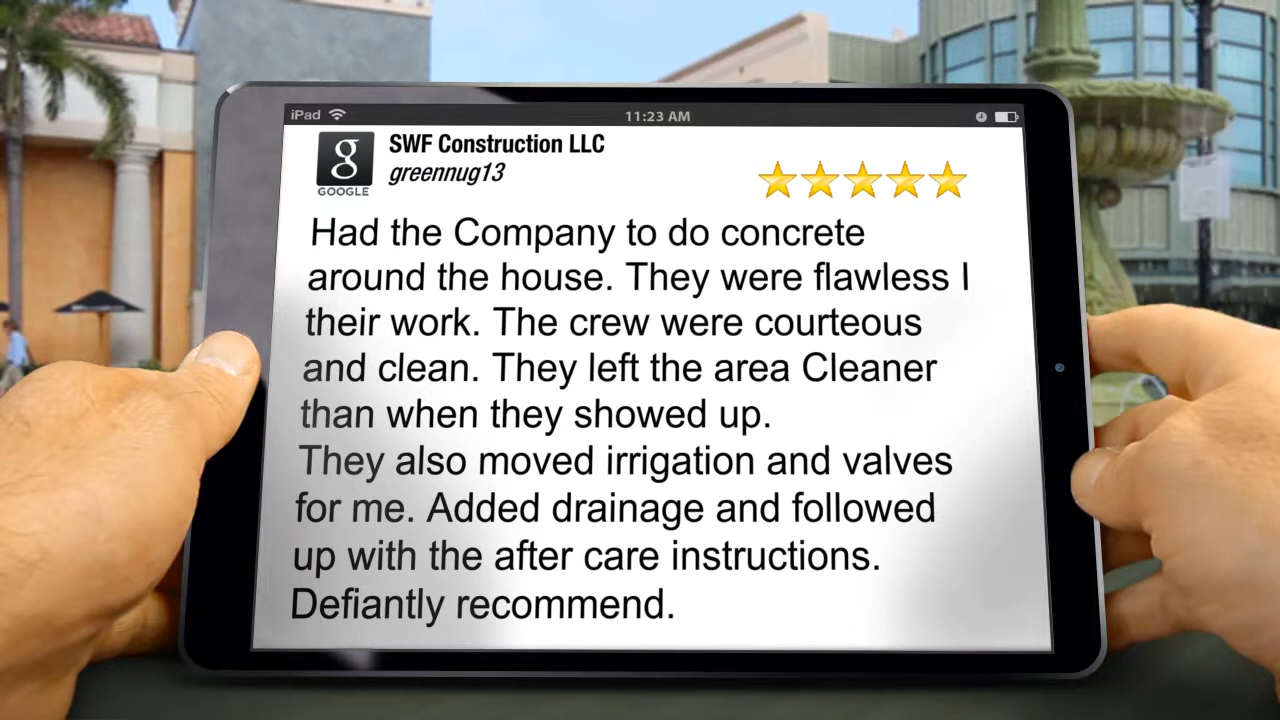 iPad
11:23 AM
g
GOOGLE
SWF Construction LLC
greennug13
Had the Company to do concrete
around the house. They were flawless I
their work. The crew were courteous
and clean. They left the area Cleaner
than when they showed up.
They also moved irrigation and valves
for me. Added drainage and followed
up with the after care instructions.
Defiantly recommend.